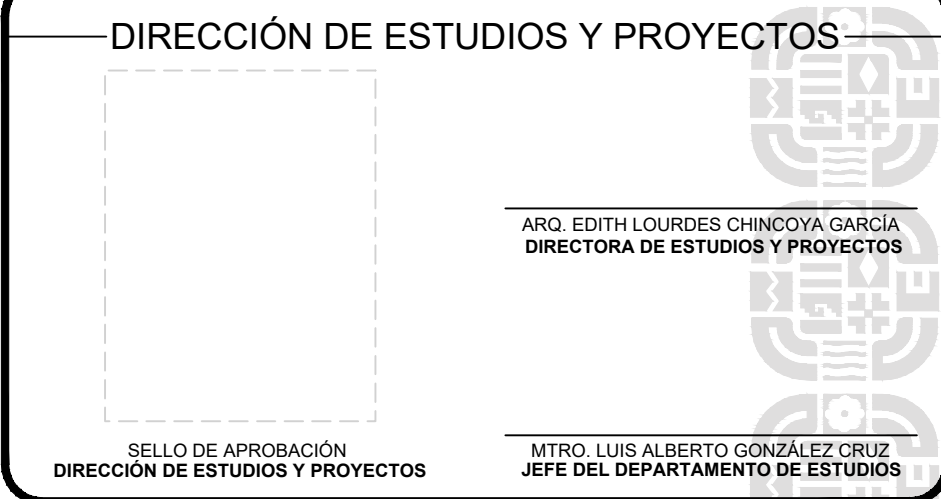 DIRECCIÓN DE ESTUDIOS Y PROYECTOS
ARQ. EDITH LOURDES CHINCOYA GARCÍA
DIRECTORA DE ESTUDIOS Y PROYECTOS
SELLO DE APROBACIÓN
DIRECCIÓN DE ESTUDIOS Y PROYECTOS
MTRO. LUIS ALBERTO GONZÁLEZ CRUZ
JEFE DEL DEPARTAMENTO DE ESTUDIOS